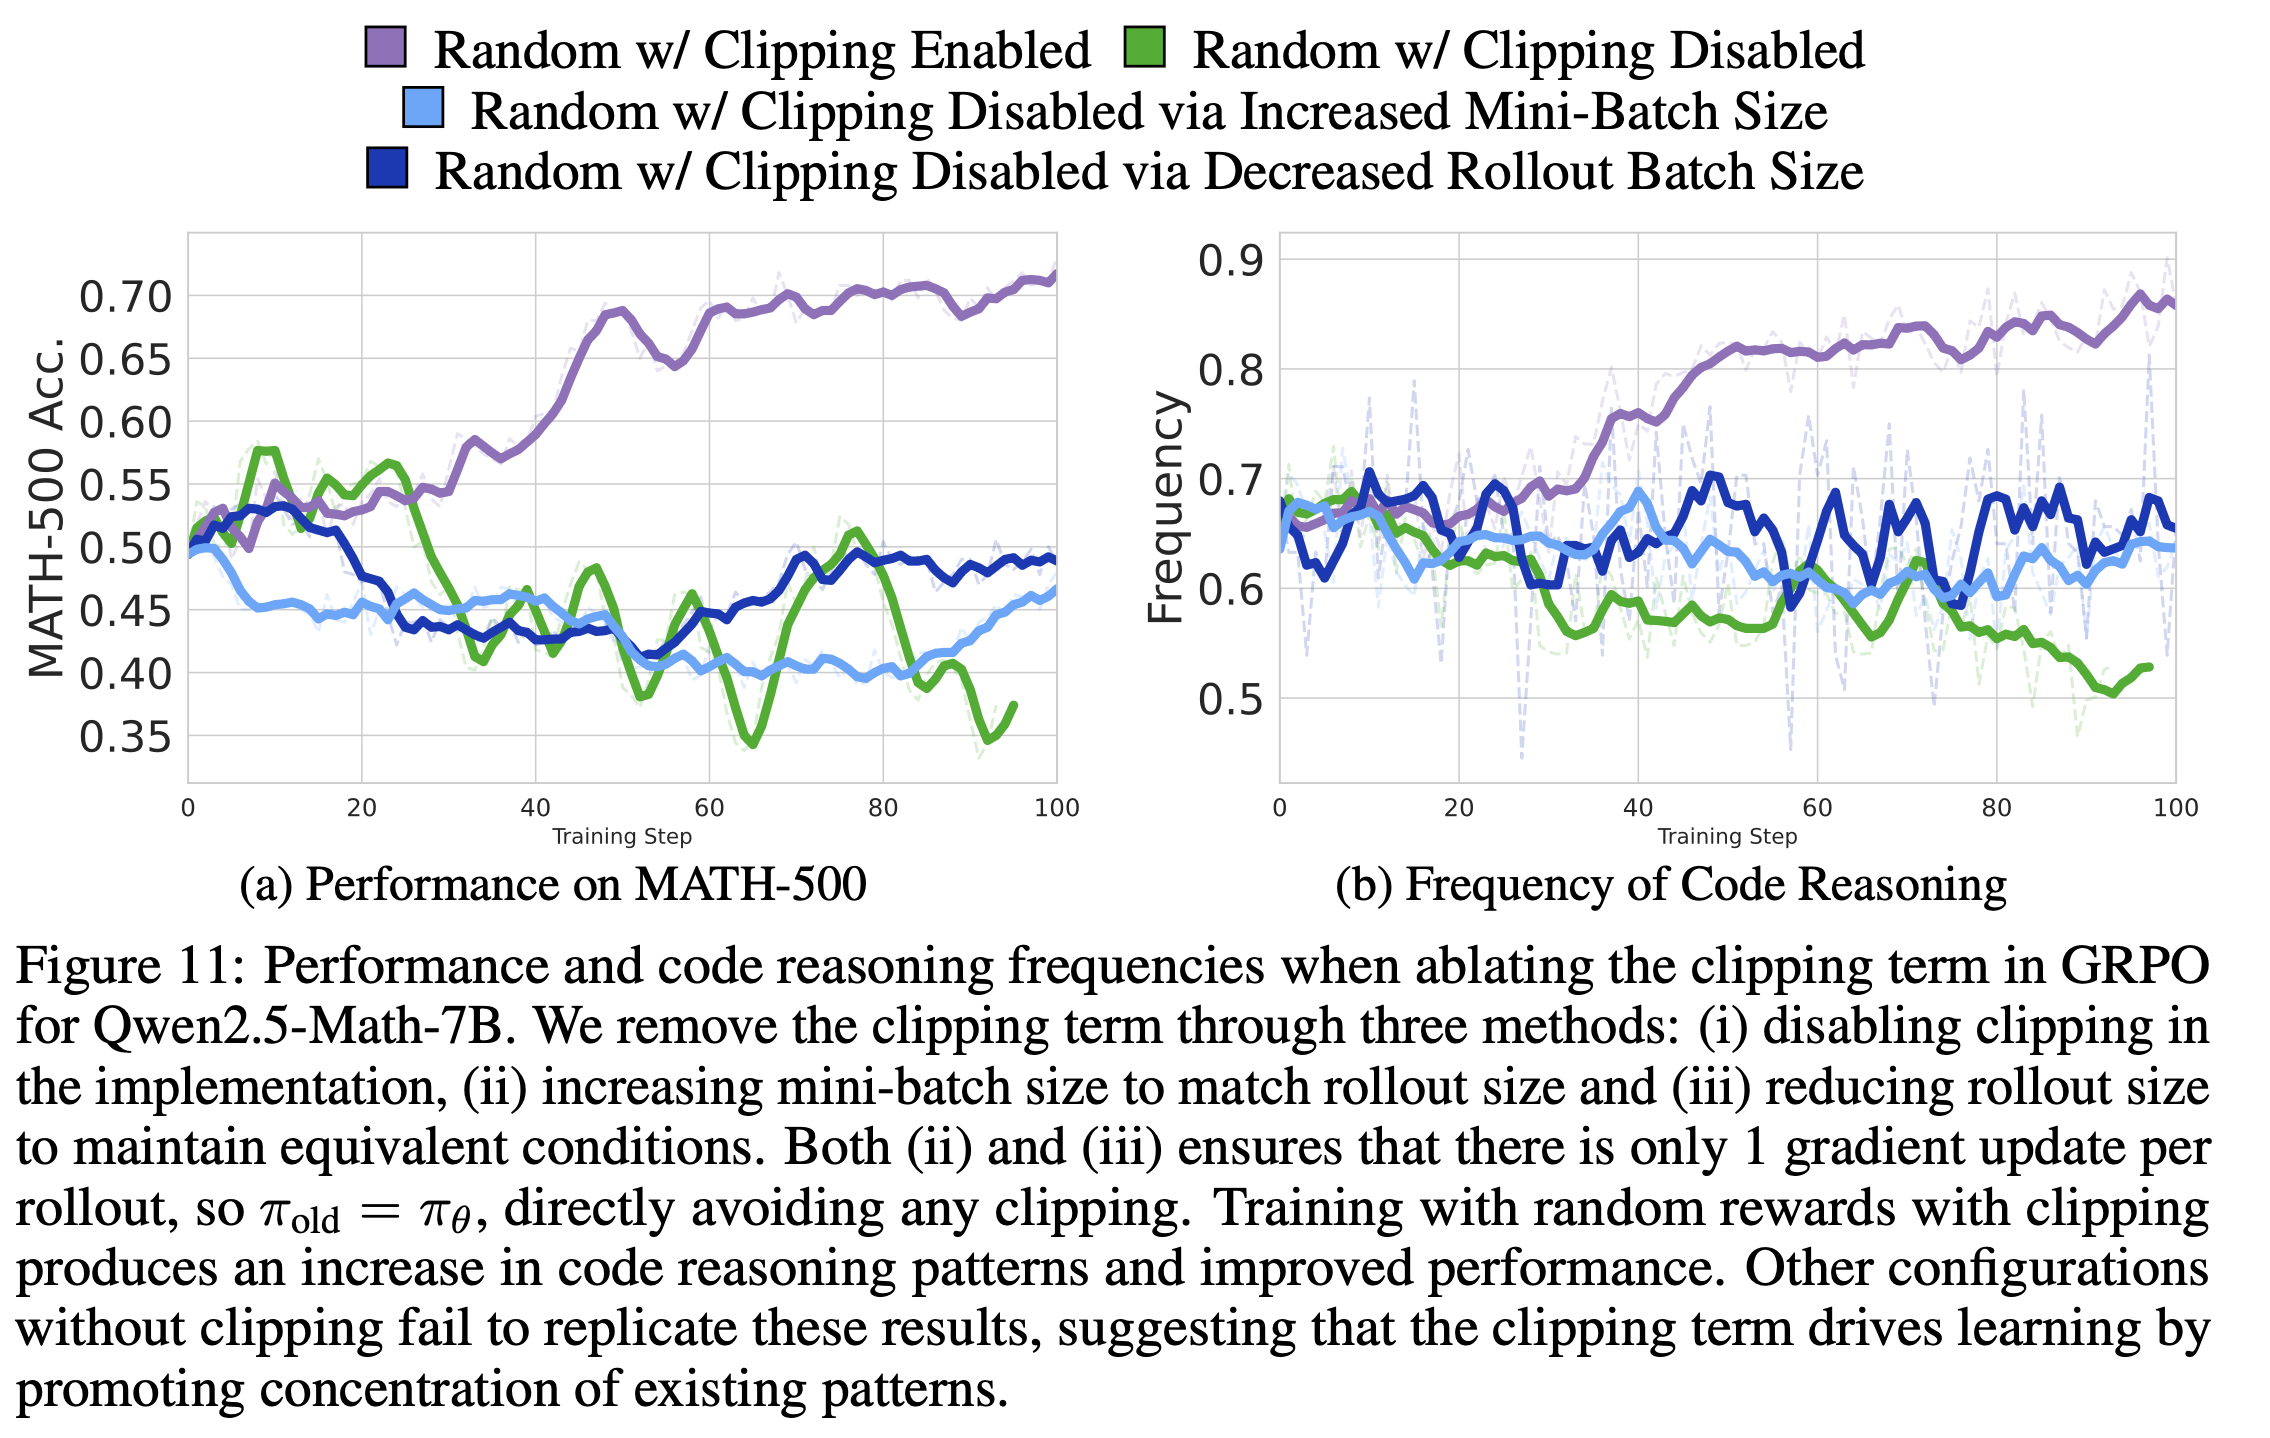 Random w/ Clipping Enabled Random w/ Clipping Disabled
Random w/ Clipping Disabled via Increased Mini-Batch Size
Random w/ Clipping Disabled via Decreased Rollout Batch Size
MATH-500 Acc.
0.70
0.65
0.60
0.55
0.50
0.45
0.40
0.35
0 20 40 60 80 100
Training Step
(a) Performance on MATH-500
Frequency
0.9
0.8
0.7
0.6
0.5
0 20 40 60 80 100
Training Step
(b) Frequency of Code Reasoning
Figure 11: Performance and code reasoning frequencies when ablating the clipping term in GRPO
for Qwen2.5-Math-7B. We remove the clipping term through three methods: (i) disabling clipping in
the implementation, (ii) increasing mini-batch size to match rollout size and (iii) reducing rollout size
to maintain equivalent conditions. Both (ii) and (iii) ensures that there is only 1 gradient update per
rollout, so π_old = π_θ, directly avoiding any clipping. Training with random rewards with clipping
produces an increase in code reasoning patterns and improved performance. Other configurations
without clipping fail to replicate these results, suggesting that the clipping term drives learning by
promoting concentration of existing patterns.